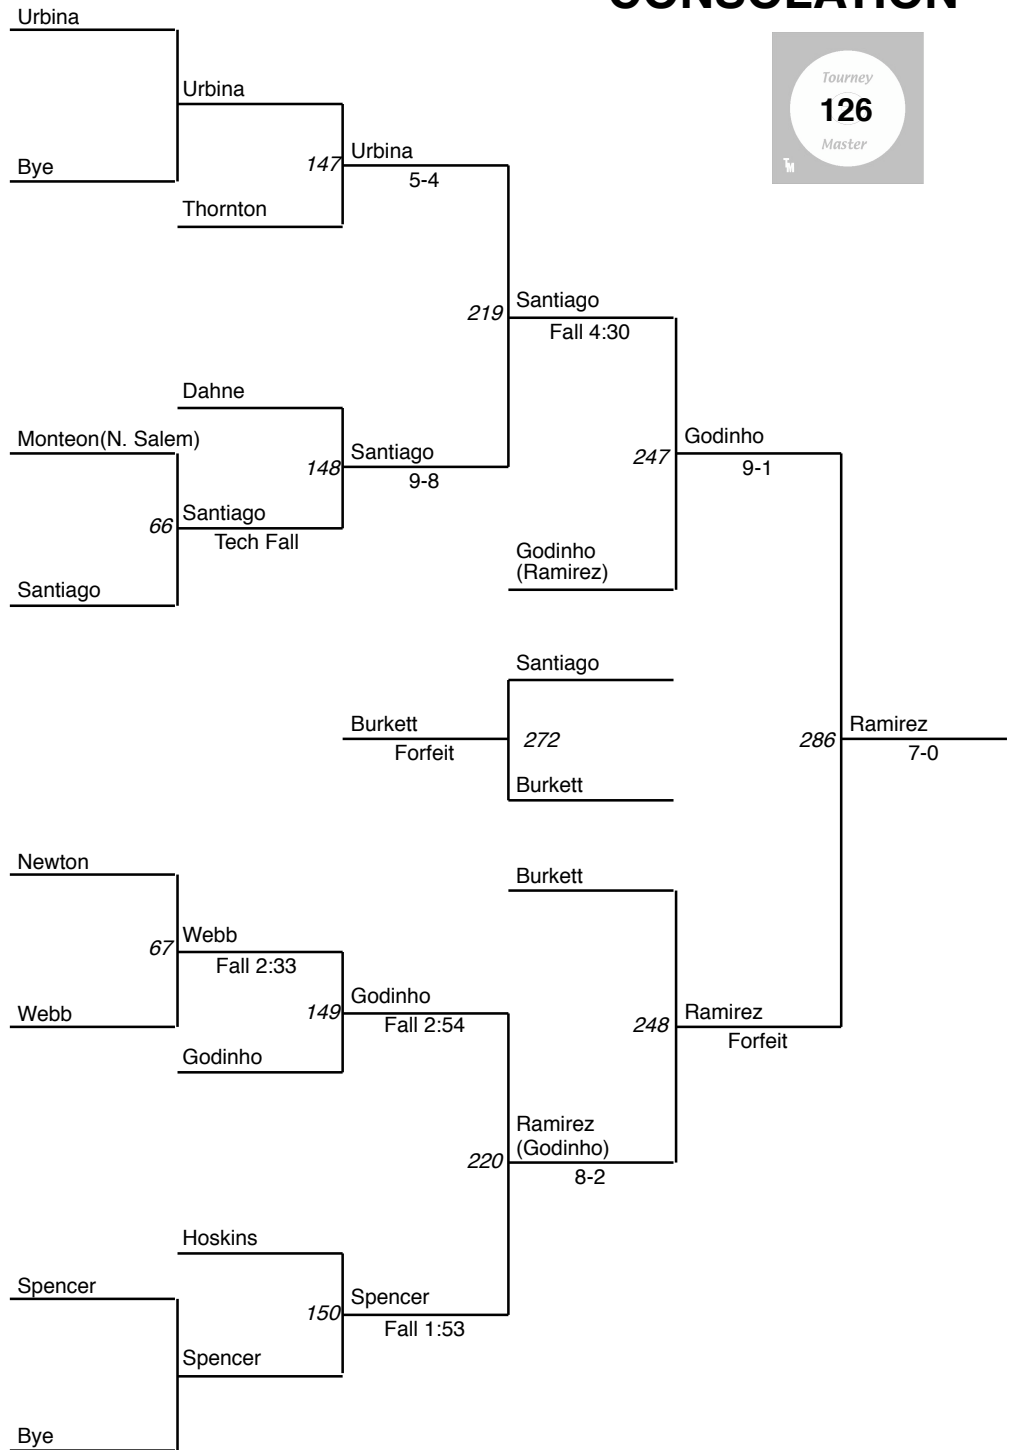 CONSOLATION
Urbina
Tourney
126
Master
TM
Urbina
Urbina
147
5-4
Bye
Thornton
Santiago
219
Fall 4:30
Dahne
Monteon(N. Salem)
Godinho
Santiago
247
148
9-1
9-8
Santiago
66
Tech Fall
Godinho
(Ramirez)
Santiago
Santiago
Burkett
Ramirez
272
286
Forfeit
7-0
Burkett
Newton
Burkett
Webb
67
Fall 2:33
Godinho
Webb
149
Ramirez
Fall 2:54
248
Forfeit
Godinho
Ramirez
(Godinho)
220
8-2
Hoskins
Spencer
Spencer
150
Fall 1:53
Spencer
Bye